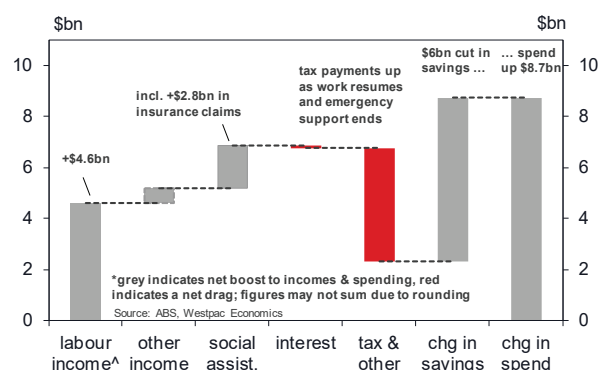 $bn
$bn
10
8
6
4
2
0
10
8
6
4
2
0
+$4.6bn
incl. +$2.8bn in
insurance claims
tax payments up
as work resumes
and emergency
support ends
$6bn cut in
savings …
… spend
up $8.7bn
*grey indicates net boost to incomes & spending, red
indicates a net drag; figures may not sum due to rounding
Source: ABS, Westpac Economics
labour
income^
other
income
social
assist.
interest
tax &
other
chg in
savings
chg in
spend